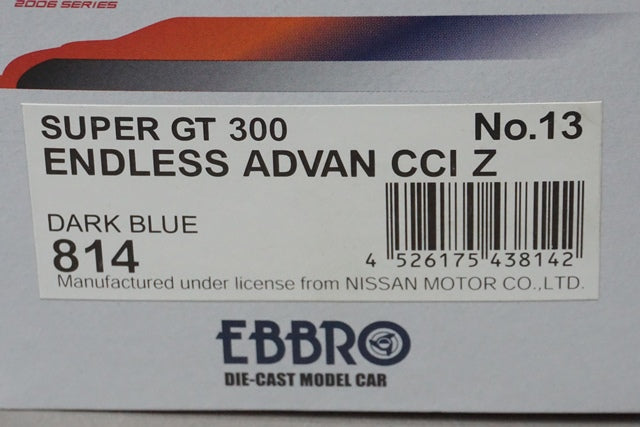 2006 SERIES
SUPER GT 300 No.13
ENDLESS ADVAN CCI Z
DARK BLUE
814
4 526175 438142
Manufactured under license from NISSAN MOTOR CO.,LTD.
EBBRO
DIE-CAST MODEL CAR